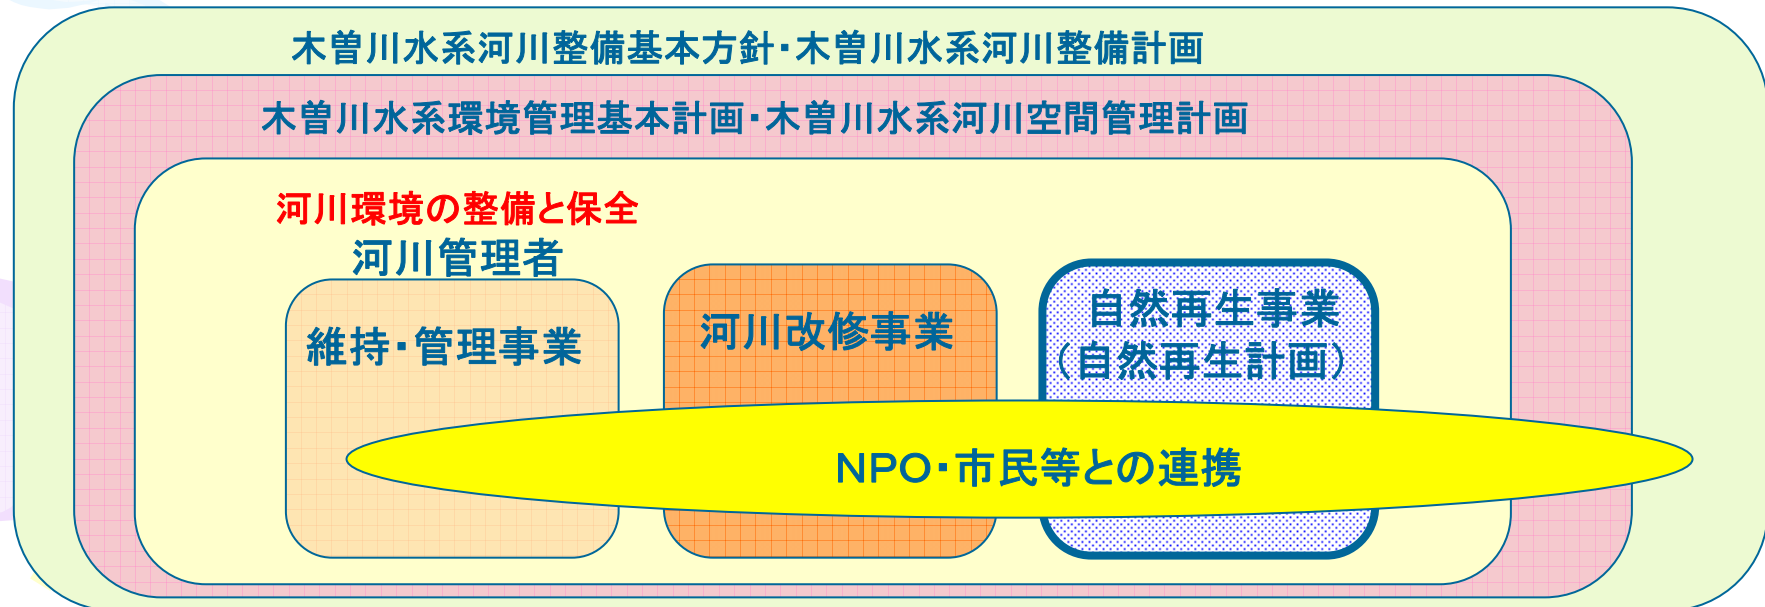 木曽川水系河川整備基本方針・木曽川水系河川整備計画
木曽川水系環境管理基本計画・木曽川水系河川空間管理計画
河川環境の整備と保全
河川管理者
維持・管理事業
河川改修事業
自然再生事業
（自然再生計画）
ＮＰＯ・市民等との連携